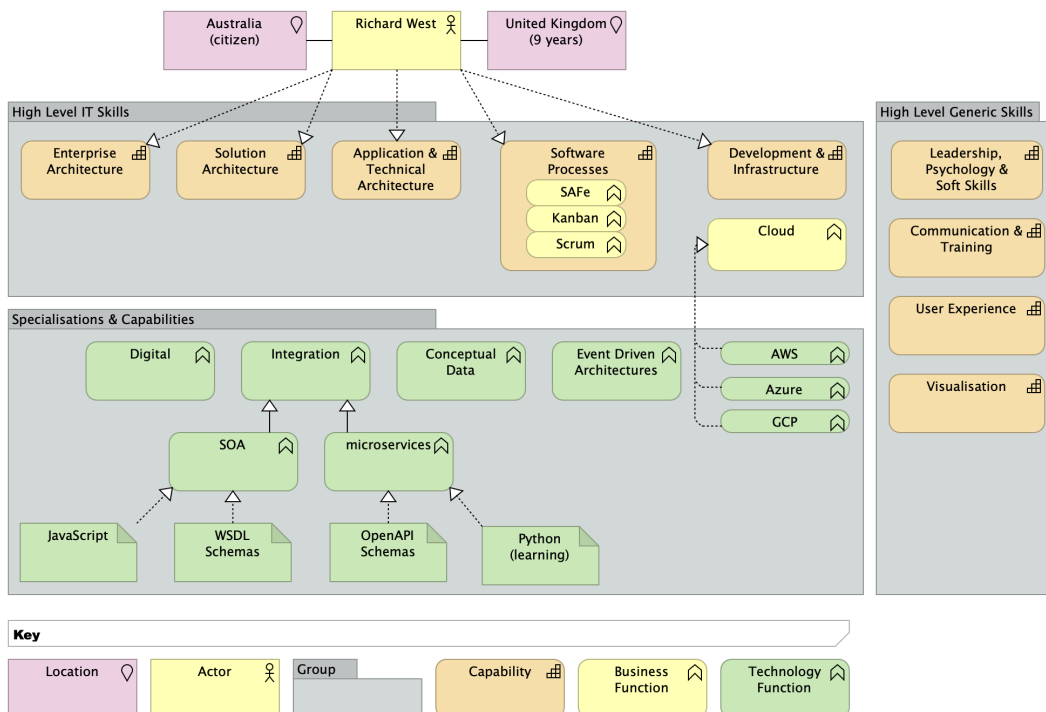 Australia
(citizen)
Richard West
United Kingdom
(9 years)
High Level IT Skills
High Level Generic Skills
Enterprise
Architecture
Solution
Architecture
Application &
Technical
Architecture
Software
Processes
SAFe
Kanban
Scrum
Development &
Infrastructure
Cloud
Leadership,
Psychology &
Soft Skills
Communication &
Training
User Experience
Visualisation
Specialisations & Capabilities
Digital
Integration
Conceptual
Data
Event Driven
Architectures
AWS
Azure
GCP
SOA
microservices
JavaScript
WSDL
Schemas
OpenAPI
Schemas
Python
(learning)
Key
Location
Actor
Group
Capability
Business
Function
Technology
Function